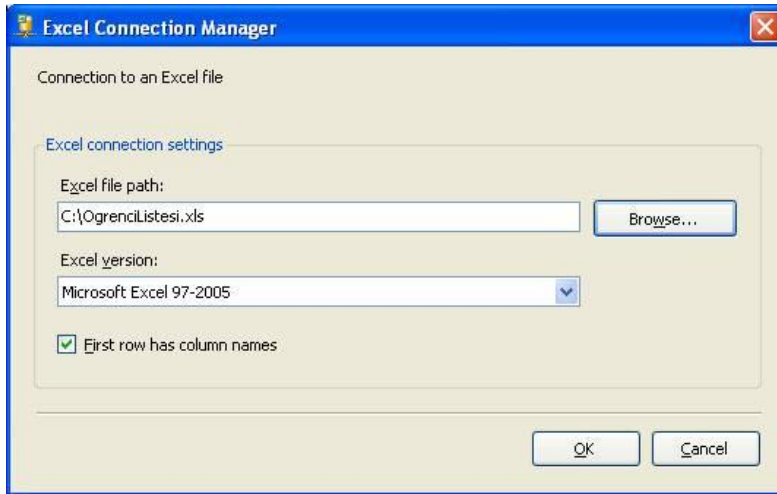 Excel Connection Manager
Connection to an Excel file
Excel connection settings
Excel file path:
C:\OgrenciListesi.xls
Browse...
Excel version:
Microsoft Excel 97-2005
First row has column names
OK
Cancel